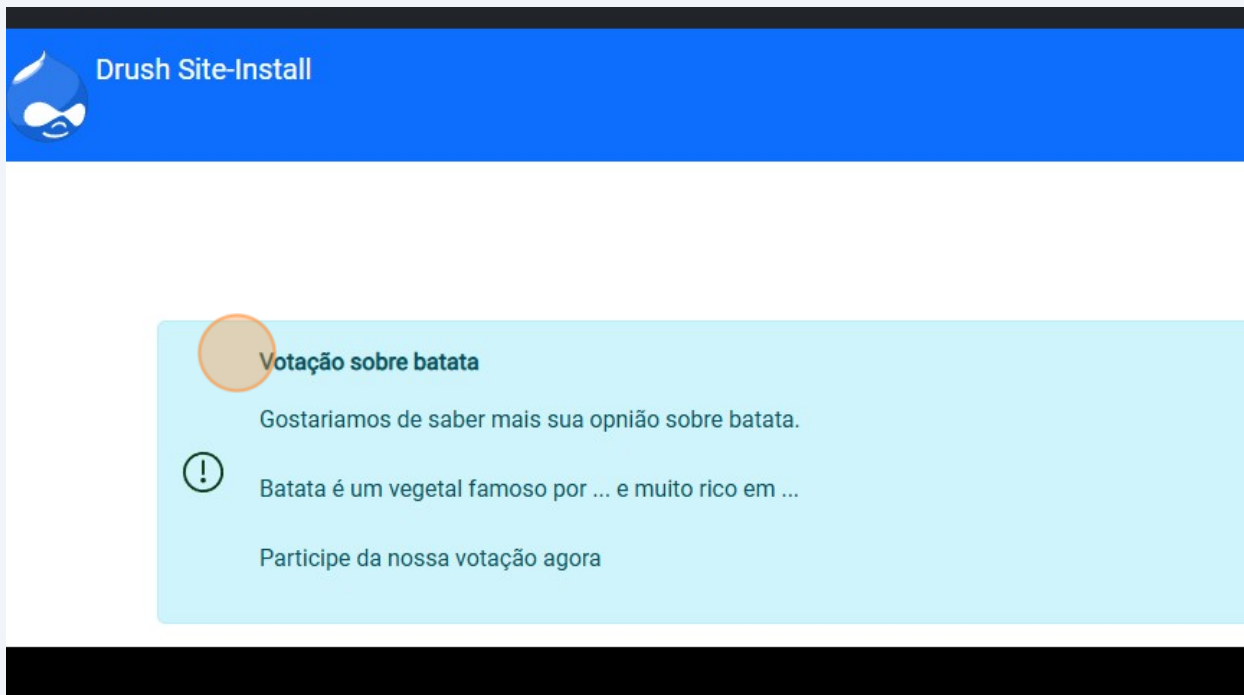 Drush Site-Install
Votação sobre batata
Gostariamos de saber mais sua opnião sobre batata.
Batata é um vegetal famoso por ... e muito rico em ...
Participe da nossa votação agora